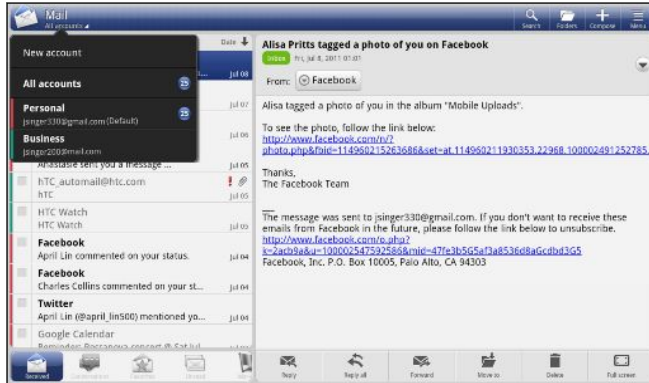 Mail
All accounts
Search
Folders
Compose
Menu
New account
All accounts
25
Personal
25
jsinger330@gmail.com (Default)
Business
jsinger200@mail.com
Date
Jul 08
Jul 07
Jul 06
Anastasie sent you a message ...
Jul 05
hTC_automail@htc.com
hTC
Jul 05
HTC Watch
HTC Watch
Jul 05
Facebook
April Lin commented on your status.
Jul 04
Facebook
Charles Collins commented on your st...
Jul 04
Twitter
April Lin (@april_lin500) mentioned yo...
Jul 04
Google Calendar
Received
Alisa Pritts tagged a photo of you on Facebook
Inbox Fri, Jul 8, 2011 01:01
From: Facebook
Alisa tagged a photo of you in the album "Mobile Uploads".
To see the photo, follow the link below:
http://www.facebook.com/n/?
photo.php&fbid=114960215263686&set=at.114960211930353.22968.100002491252785.
Thanks,
The Facebook Team
The message was sent to jsinger330@gmail.com. If you don't want to receive these
emails from Facebook in the future, please follow the link below to unsubscribe.
http://www.facebook.com/o.php?
k=2acb9a&u=100002547592586&mid=47fe3b5G5af3a8536d8aGcdbd3G5
Facebook, Inc. P.O. Box 10005, Palo Alto, CA 94303
Reply
Reply all
Forward
Move to
Delete
Full screen